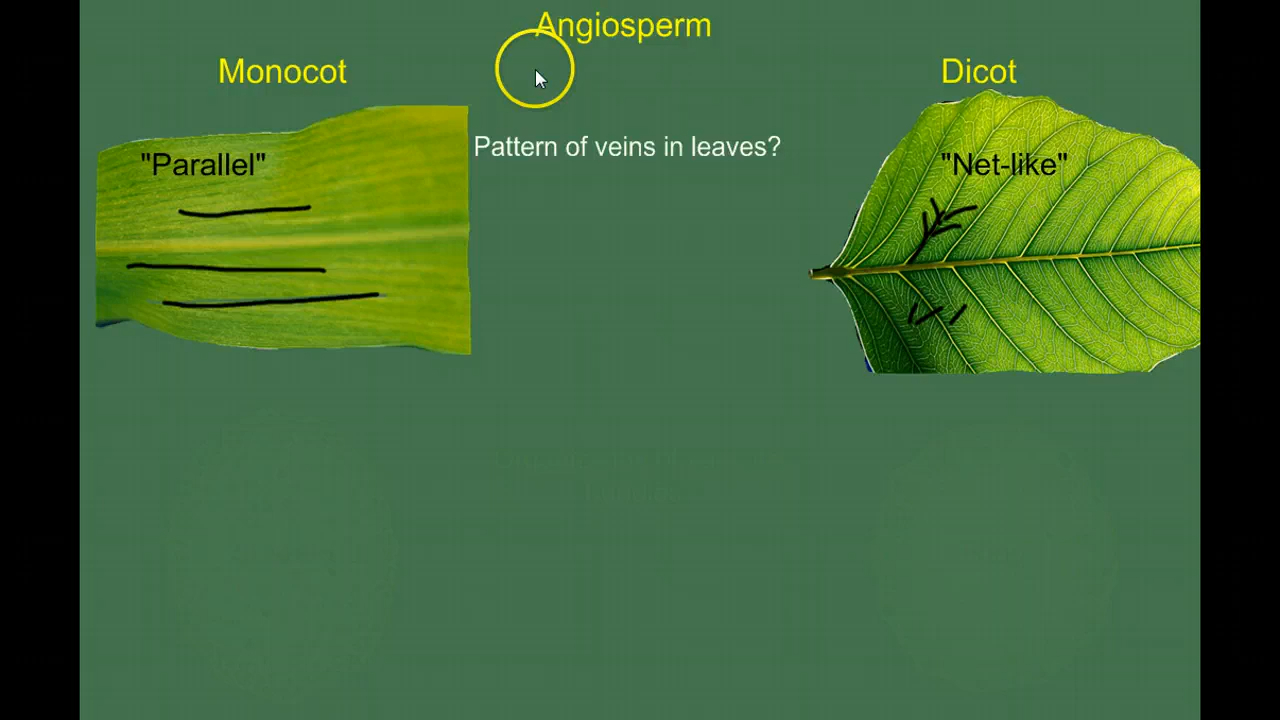 Angiosperm
Monocot
Dicot
Pattern of veins in leaves?
"Parallel"
"Net-like"